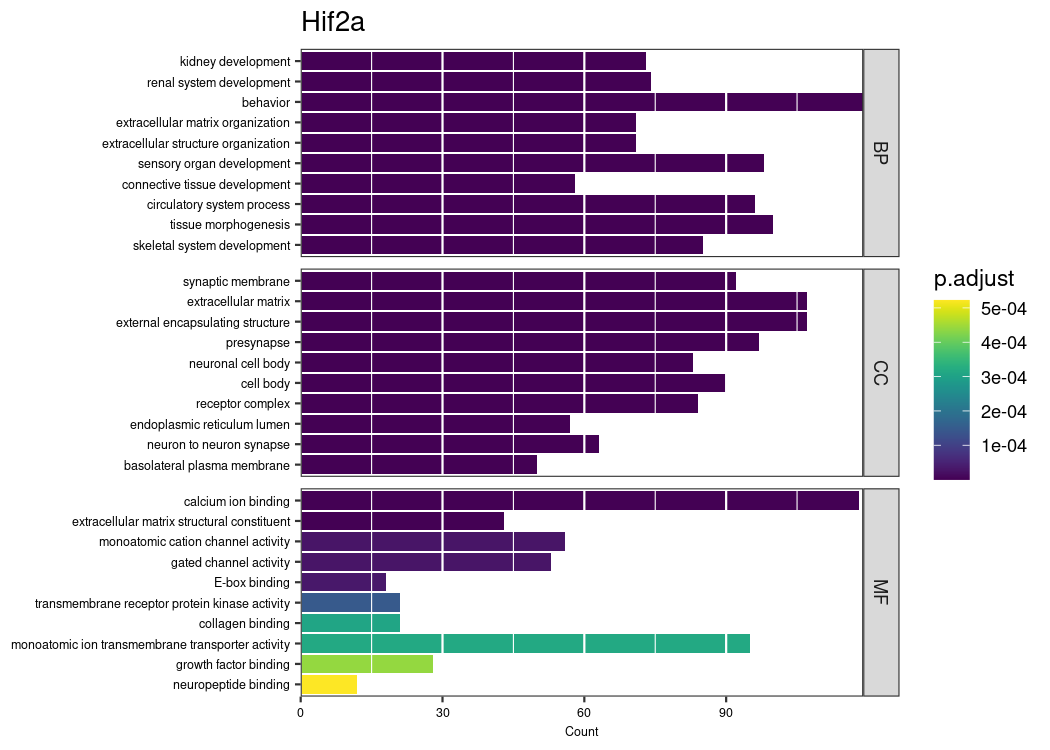 Hif2a
kidney development
renal system development
behavior
extracellular matrix organization
extracellular structure organization
sensory organ development
connective tissue development
circulatory system process
tissue morphogenesis
skeletal system development
BP
synaptic membrane
extracellular matrix
external encapsulating structure
presynapse
neuronal cell body
cell body
receptor complex
endoplasmic reticulum lumen
neuron to neuron synapse
basolateral plasma membrane
CC
calcium ion binding
extracellular matrix structural constituent
monoatomic cation channel activity
gated channel activity
E-box binding
transmembrane receptor protein kinase activity
collagen binding
monoatomic ion transmembrane transporter activity
growth factor binding
neuropeptide binding
MF
0 30 60 90
Count
p.adjust
5e-04
4e-04
3e-04
2e-04
1e-04